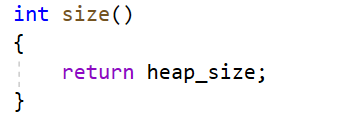 int size()
{
    return heap_size;
}